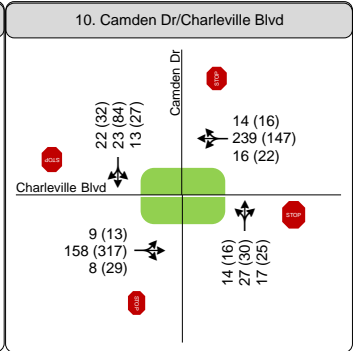 10. Camden Dr/Charleville Blvd
Camden Dr
STOP
22 (32)
23 (84)
13 (27)
14 (16)
239 (147)
16 (22)
STOP
Charleville Blvd
STOP
9 (13)
158 (317)
8 (29)
14 (16)
27 (30)
17 (25)
STOP